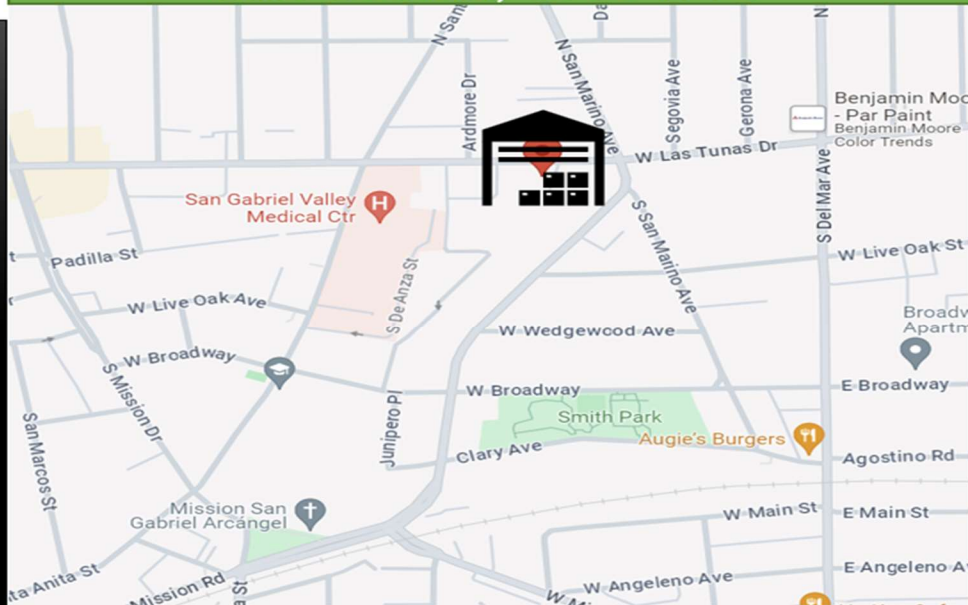 N San
Da
N
N San Marino Ave
Ardmore Dr
Segovia Ave
Gerona Ave
Benjamin Moo
- Par Paint
Benjamin Moore
Color Trends
W Las Tunas Dr
S Del Mar Ave
San Gabriel Valley
Medical Ctr
H
S San Marino Ave
W Live Oak St
t
Padilla St
S De Anza St
W Live Oak Ave
r
Broadw
Apartm
W Wedgewood Ave
W Broadway
S Mission Dr
W Broadway
E Broadway
Junipero Pl
Smith Park
Augie's Burgers
San Marcos St
Clary Ave
Agostino Rd
Mission San
Gabriel Arcángel
W Main St
E Main St
ta Anita St
Mission Rd
a St
W Angeleno Ave
E Angeleno A
W Mi